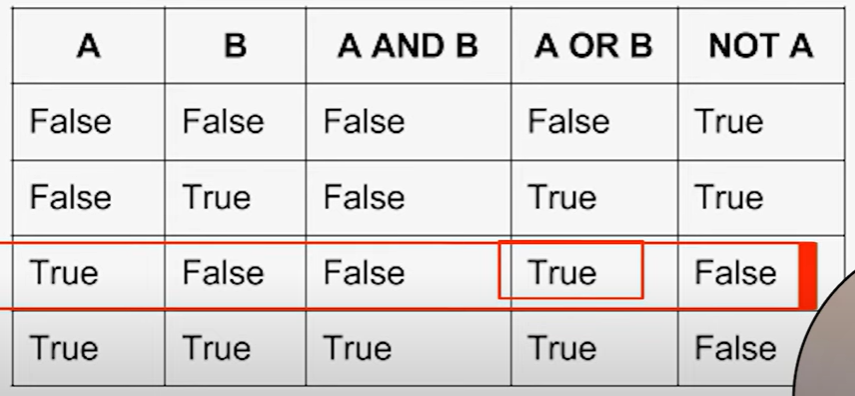 A B A AND B A OR B NOT A
False False False False True
False True False True True
True False False True False
True True True True False